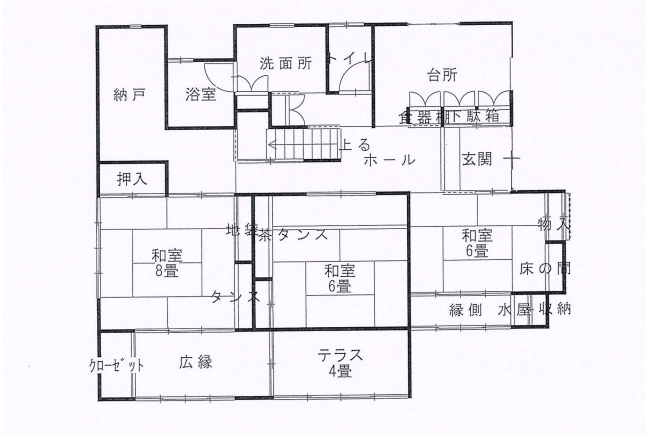 洗面所
トイレ
台所
納戸
浴室
食器棚
下駄箱
上る
ホール
玄関
押入
地袋
茶タンス
和室
8畳
和室
6畳
和室
6畳
物入
床の間
タンス
縁側
水屋
収納
クローゼット
広縁
テラス
4畳